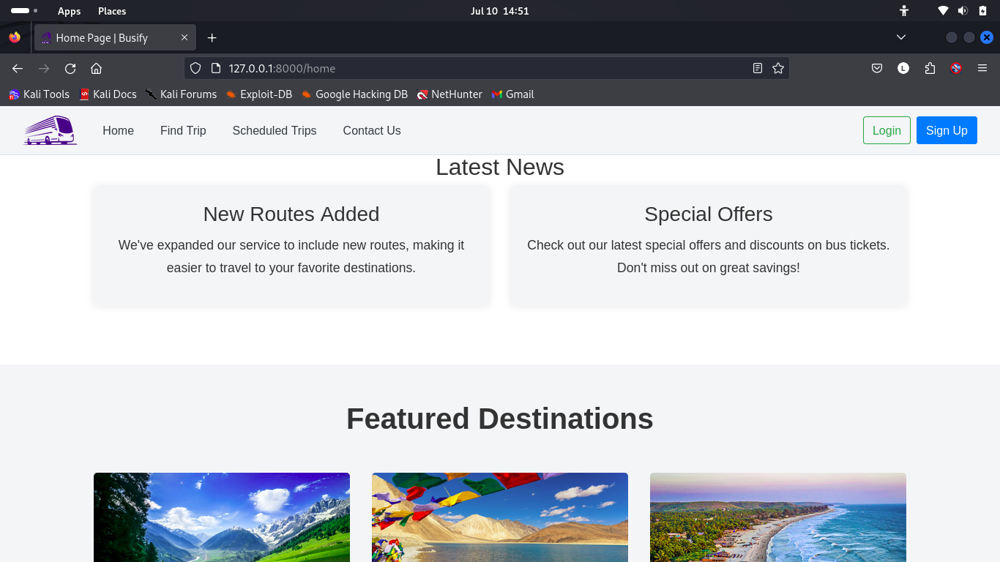 Apps Places Jul 10 14:51
Home Page | Busify
127.0.0.1:8000/home L
Kali Tools Kali Docs Kali Forums Exploit-DB Google Hacking DB NetHunter Gmail
Home Find Trip Scheduled Trips Contact Us Login Sign Up
Latest News
New Routes Added
We've expanded our service to include new routes, making it
easier to travel to your favorite destinations.
Special Offers
Check out our latest special offers and discounts on bus tickets.
Don't miss out on great savings!
Featured Destinations